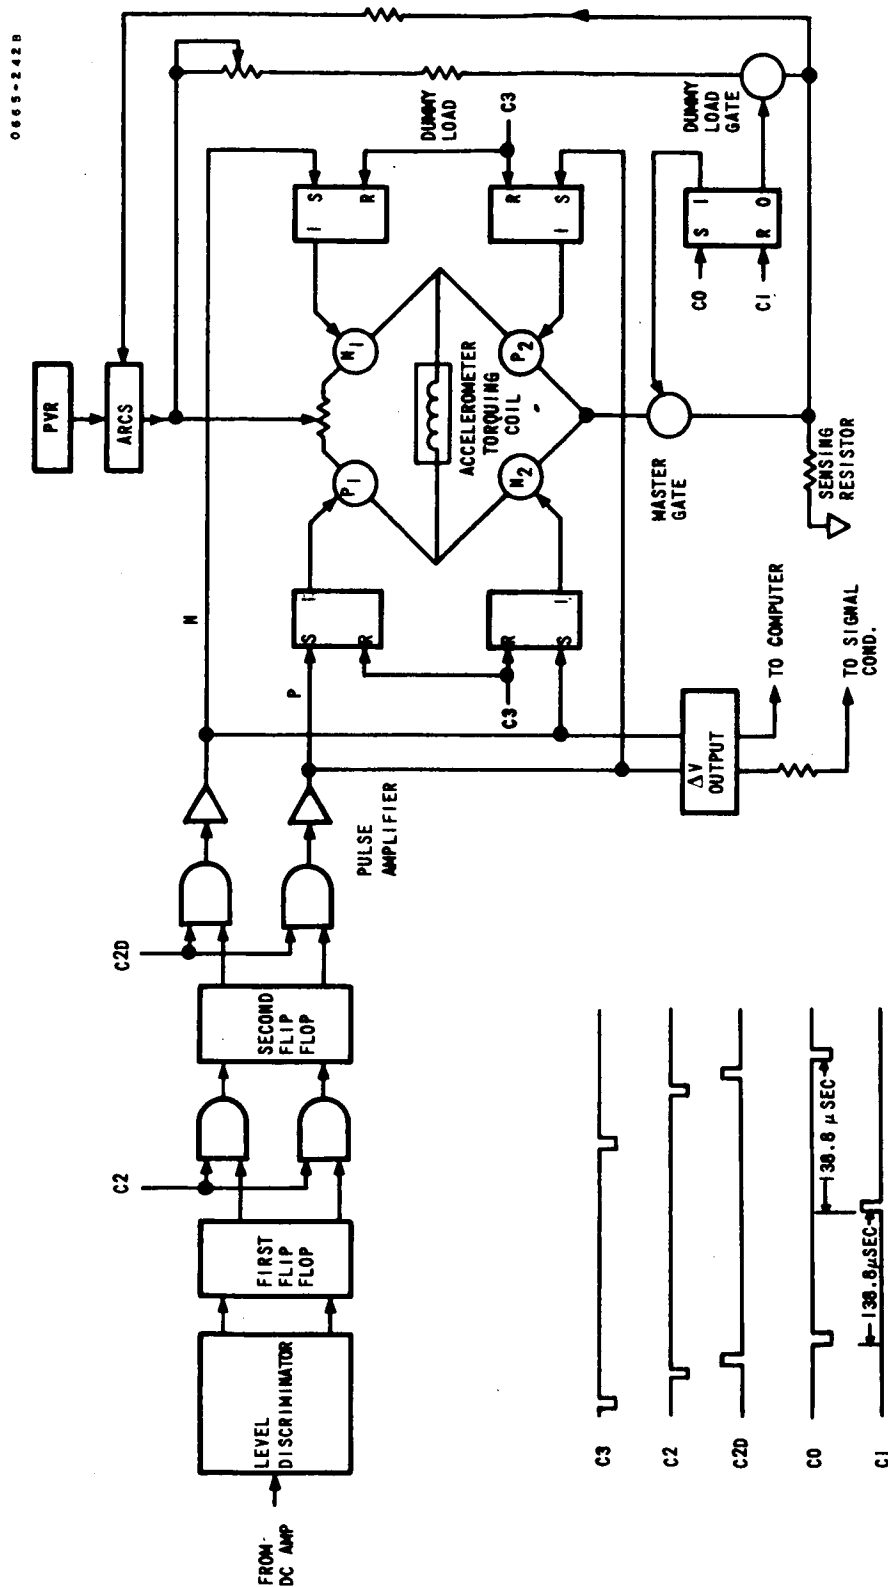 0665-242B
PVR
ARCS
N
P
C2D
C2
FROM
DC AMP
LEVEL
DISCRIMINATOR
FIRST
FLIP
FLOP
SECOND
FLIP
FLOP
PULSE
AMPLIFIER
S
I
R
C3
R
I
S
P1
N1
N2
P2
ACCELEROMETER
TORQUING
COIL
S
I
R
C3
R
I
S
DUMMY
LOAD
DUMMY
LOAD
GATE
C0
C1
S
I
R
O
MASTER
GATE
SENSING
RESISTOR
ΔV
OUTPUT
TO COMPUTER
TO SIGNAL
COND.
C3
C2
C2D
C0
138.8 μSEC
C1
138.8μSEC